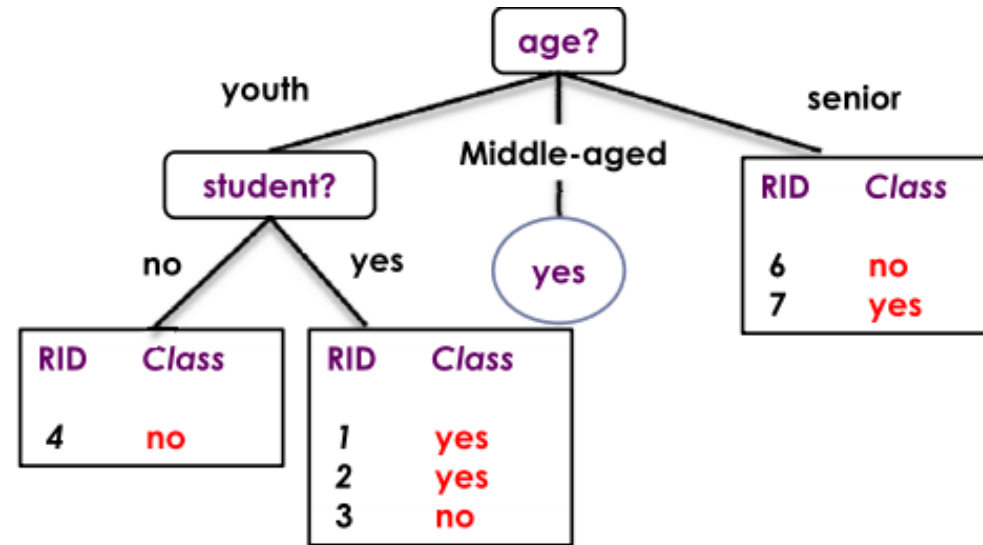 age?
youth
senior
Middle-aged
student?
RID Class
6 no
7 yes
no
yes
yes
RID Class
4 no
RID Class
1 yes
2 yes
3 no